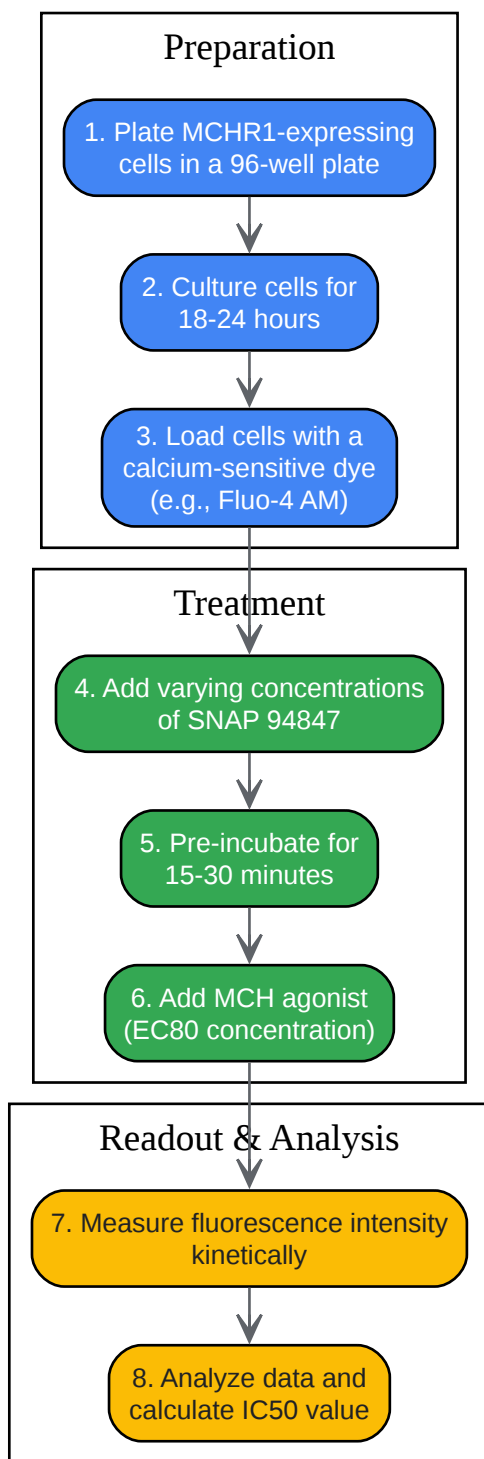 Preparation
1. Plate MCHR1-expressing
cells in a 96-well plate
2. Culture cells for
18-24 hours
3. Load cells with a
calcium-sensitive dye
(e.g., Fluo-4 AM)
Treatment
4. Add varying concentrations
of SNAP 94847
5. Pre-incubate for
15-30 minutes
6. Add MCH agonist
(EC80 concentration)
Readout & Analysis
7. Measure fluorescence intensity
kinetically
8. Analyze data and
calculate IC50 value